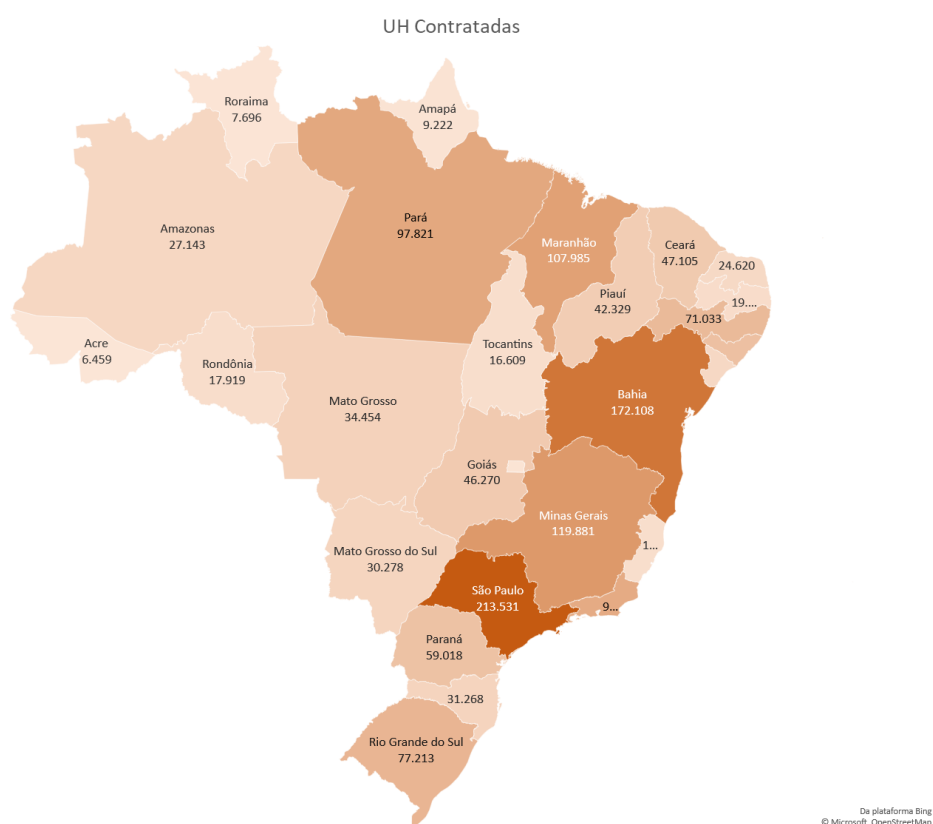 UH Contratadas
Roraima
7.696
Amapá
9.222
Amazonas
27.143
Pará
97.821
Maranhão
107.985
Ceará
47.105
24.620
Piauí
42.329
19....
71.033
Acre
6.459
Rondônia
17.919
Tocantins
16.609
Mato Grosso
34.454
Bahia
172.108
Goiás
46.270
Minas Gerais
119.881
1...
Mato Grosso do Sul
30.278
São Paulo
213.531
9...
Paraná
59.018
31.268
Rio Grande do Sul
77.213
Da plataforma Bing
© Microsoft, OpenStreetMap